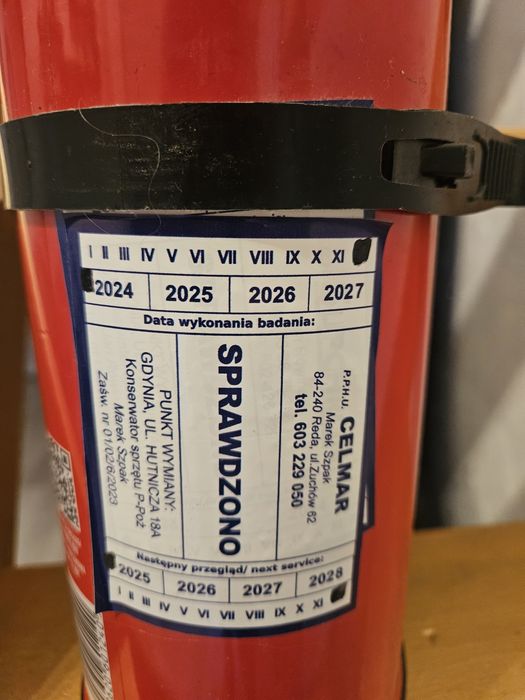 I II III IV V VI VII VIII IX X XI
2024 2025 2026 2027
Data wykonania badania:
PUNKT WYMIANY:
GDYNIA, UL. HUTNICZA 18A
Konserwator sprzętu P-Poż
Marek Szpak
Zaśw. nr 01/02/6/2023
SPRAWDZONO
P.P.H.U. CELMAR
Marek Szpak
84-240 Reda, ul.Zuchów 62
tel. 603 229 050
Następny przegląd/ next service:
2025 2026 2027 2028
I II III IV V VI VII VIII IX X XI